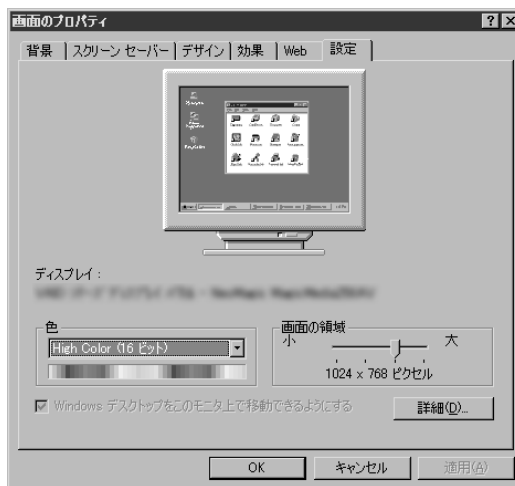 画面のプロパティ
背景 スクリーン セーバー デザイン 効果 Web 設定
ディスプレイ :
色
High Color (16 ビット)
画面の領域
小 大
1024 x 768 ピクセル
Windows デスクトップをこのモニタ上で移動できるようにする
詳細(D)...
OK キャンセル 適用(A)